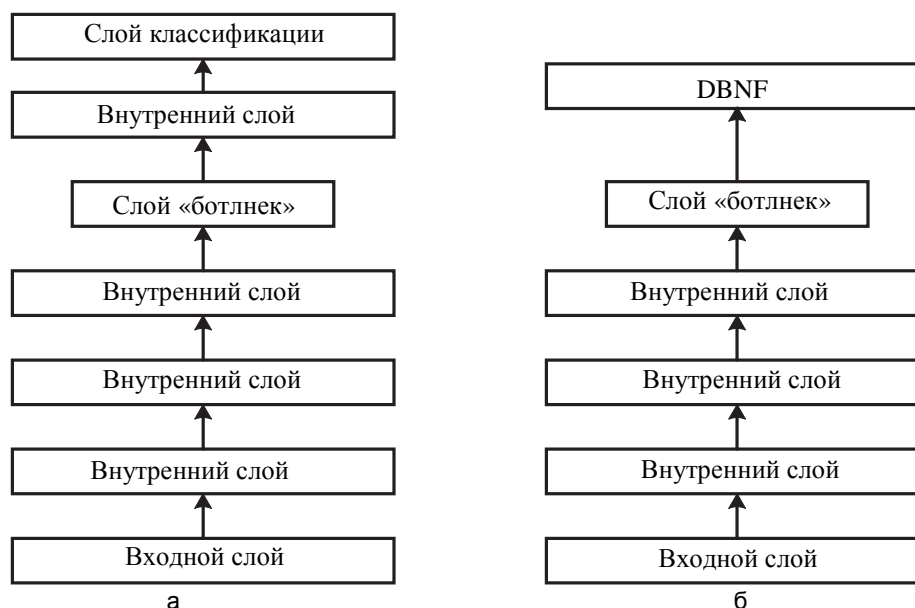 Слой классификации
Внутренний слой
Слой «ботлнек»
Внутренний слой
Внутренний слой
Внутренний слой
Входной слой
а
DBNF
Слой «ботлнек»
Внутренний слой
Внутренний слой
Внутренний слой
Входной слой
б